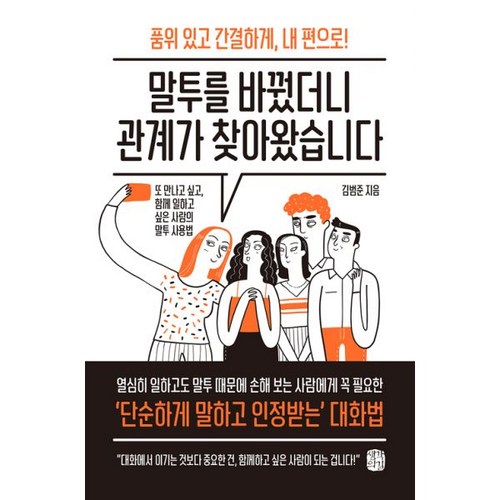 품위 있고 간결하게, 내 편으로!
말투를 바꿨더니
관계가 찾아왔습니다
또 만나고 싶고,
함께 일하고
싶은 사람의
말투 사용법
김범준 지음
열심히 일하고도 말투 때문에 손해 보는 사람에게 꼭 필요한
‘단순하게 말하고 인정받는’ 대화법
"대화에서 이기는 것보다 중요한 건, 함께하고 싶은 사람이 되는 겁니다!"